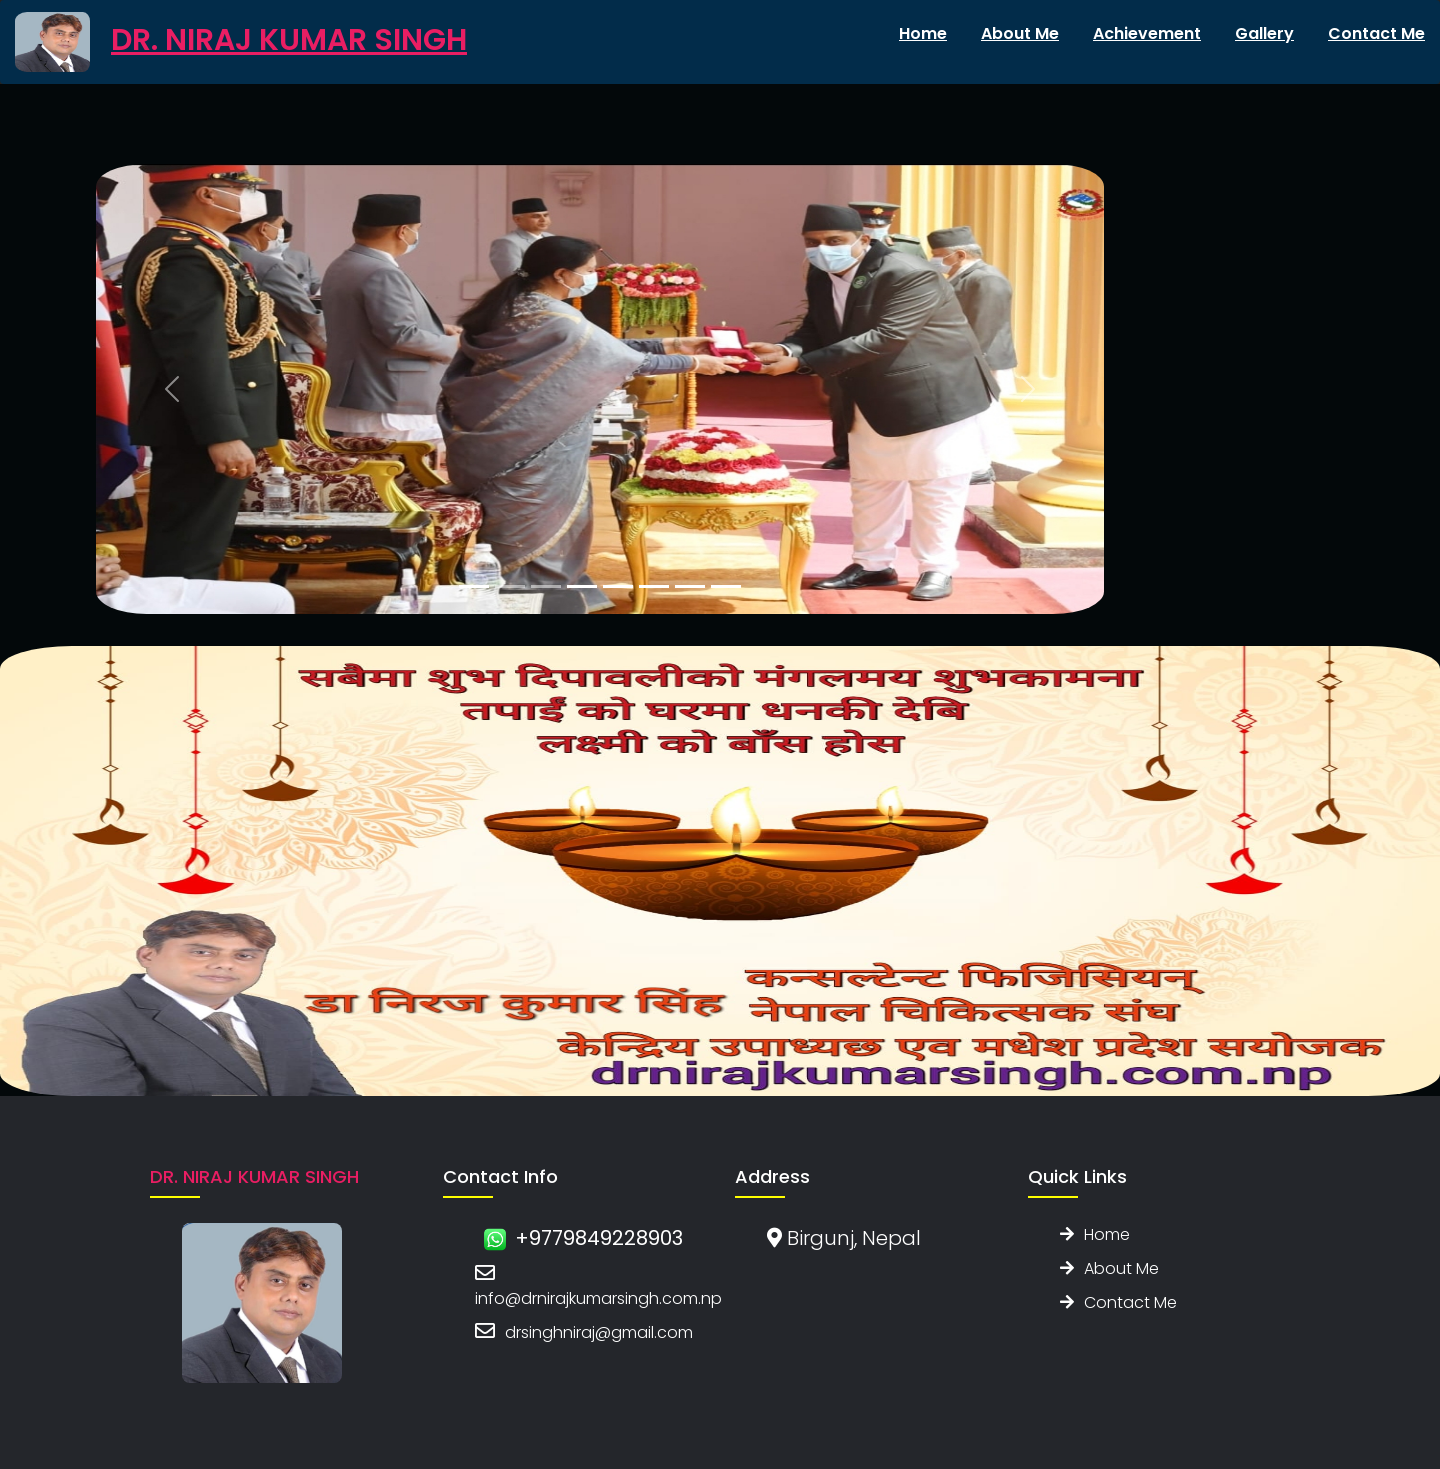 DR. NIRAJ KUMAR SINGH
Home
About Me
Achievement
Gallery
Contact Me
सबैमा शुभ दिपावलीको मंगलमय शुभकामना
तपाईं को घरमा धनकी देबि
लक्ष्मी को बाँस होस
डा निरज कुमार सिंह
कन्सल्टेन्ट फिजिसियन्
नेपाल चिकित्सक संघ
केन्द्रिय उपाध्यछ एव मधेश प्रदेश सयोजक
drnirajkumarsingh.com.np
DR. NIRAJ KUMAR SINGH
Contact Info
+9779849228903
info@drnirajkumarsingh.com.np
drsinghniraj@gmail.com
Address
Birgunj, Nepal
Quick Links
Home
About Me
Contact Me